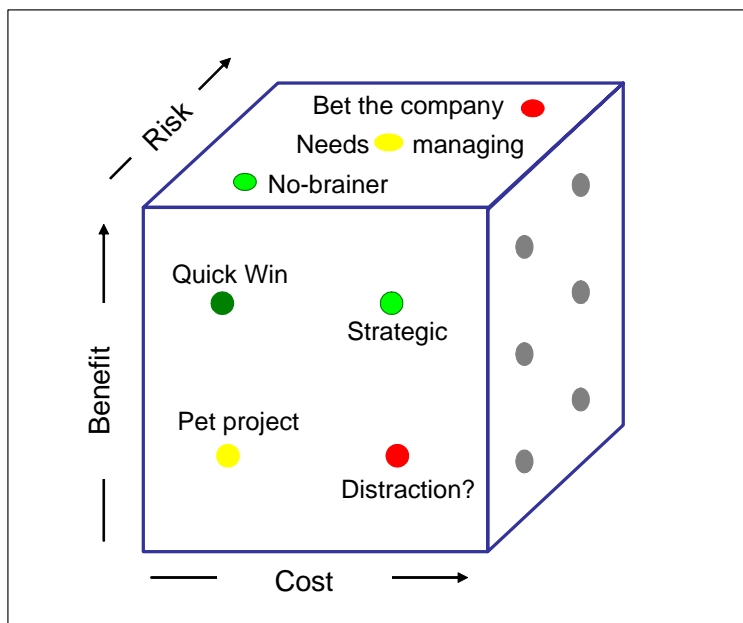 Risk
Bet the company
Needs managing
No-brainer
Quick Win
Strategic
Benefit
Pet project
Distraction?
Cost